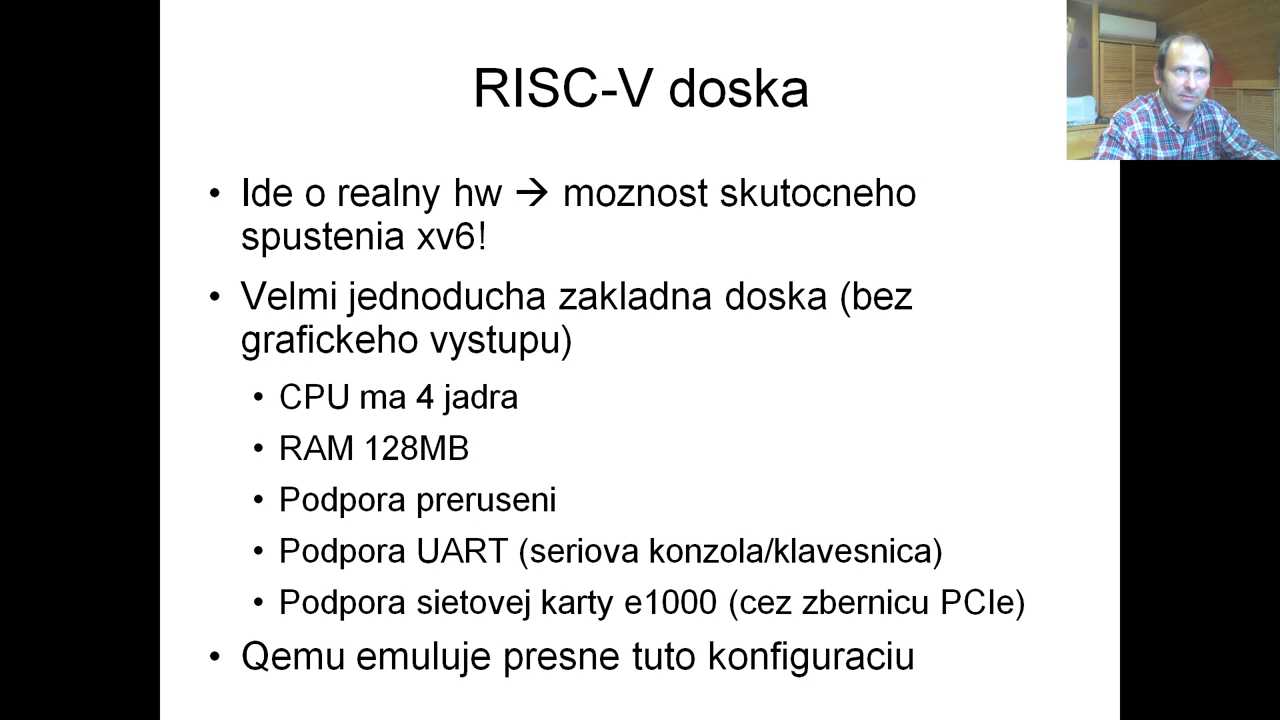 RISC-V doska
• Ide o realny hw → moznost skutocneho
spustenia xv6!
• Velmi jednoducha zakladna doska (bez
grafickeho vystupu)
• CPU ma 4 jadra
• RAM 128MB
• Podpora preruseni
• Podpora UART (seriova konzola/klavesnica)
• Podpora sietovej karty e1000 (cez zbernicu PCIe)
• Qemu emuluje presne tuto konfiguraciu